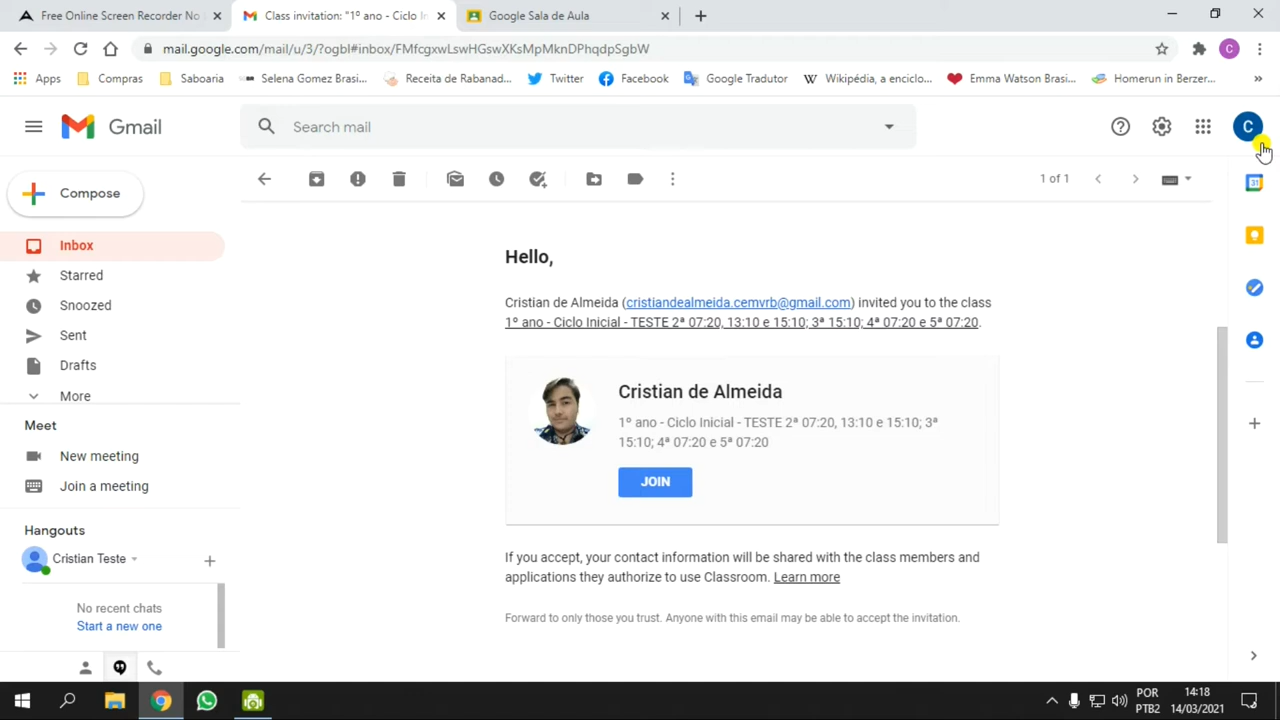 Free Online Screen Recorder No
Class invitation: "1º ano - Ciclo In
Google Sala de Aula
mail.google.com/mail/u/3/?ogbl#inbox/FMfcgxwLswHGswXKsMpMknDPhqdpSgbW
C
Apps
Compras
Saboaria
Selena Gomez Brasi...
Receita de Rabanad...
Twitter
Facebook
Google Tradutor
Wikipédia, a enciclo...
Emma Watson Brasi...
Homerun in Berzer...
»
Gmail
Search mail
C
Compose
1 of 1
31
Inbox
Starred
Snoozed
Sent
Drafts
More
Meet
New meeting
Join a meeting
Hangouts
Cristian Teste
No recent chats
Start a new one
Hello,
Cristian de Almeida (cristiandealmeida.cemvrb@gmail.com) invited you to the class
1º ano - Ciclo Inicial - TESTE 2ª 07:20, 13:10 e 15:10; 3ª 15:10; 4ª 07:20 e 5ª 07:20.
Cristian de Almeida
1º ano - Ciclo Inicial - TESTE 2ª 07:20, 13:10 e 15:10; 3ª
15:10; 4ª 07:20 e 5ª 07:20
JOIN
If you accept, your contact information will be shared with the class members and
applications they authorize to use Classroom. Learn more
Forward to only those you trust. Anyone with this email may be able to accept the invitation.
POR
PTB2
14:18
14/03/2021